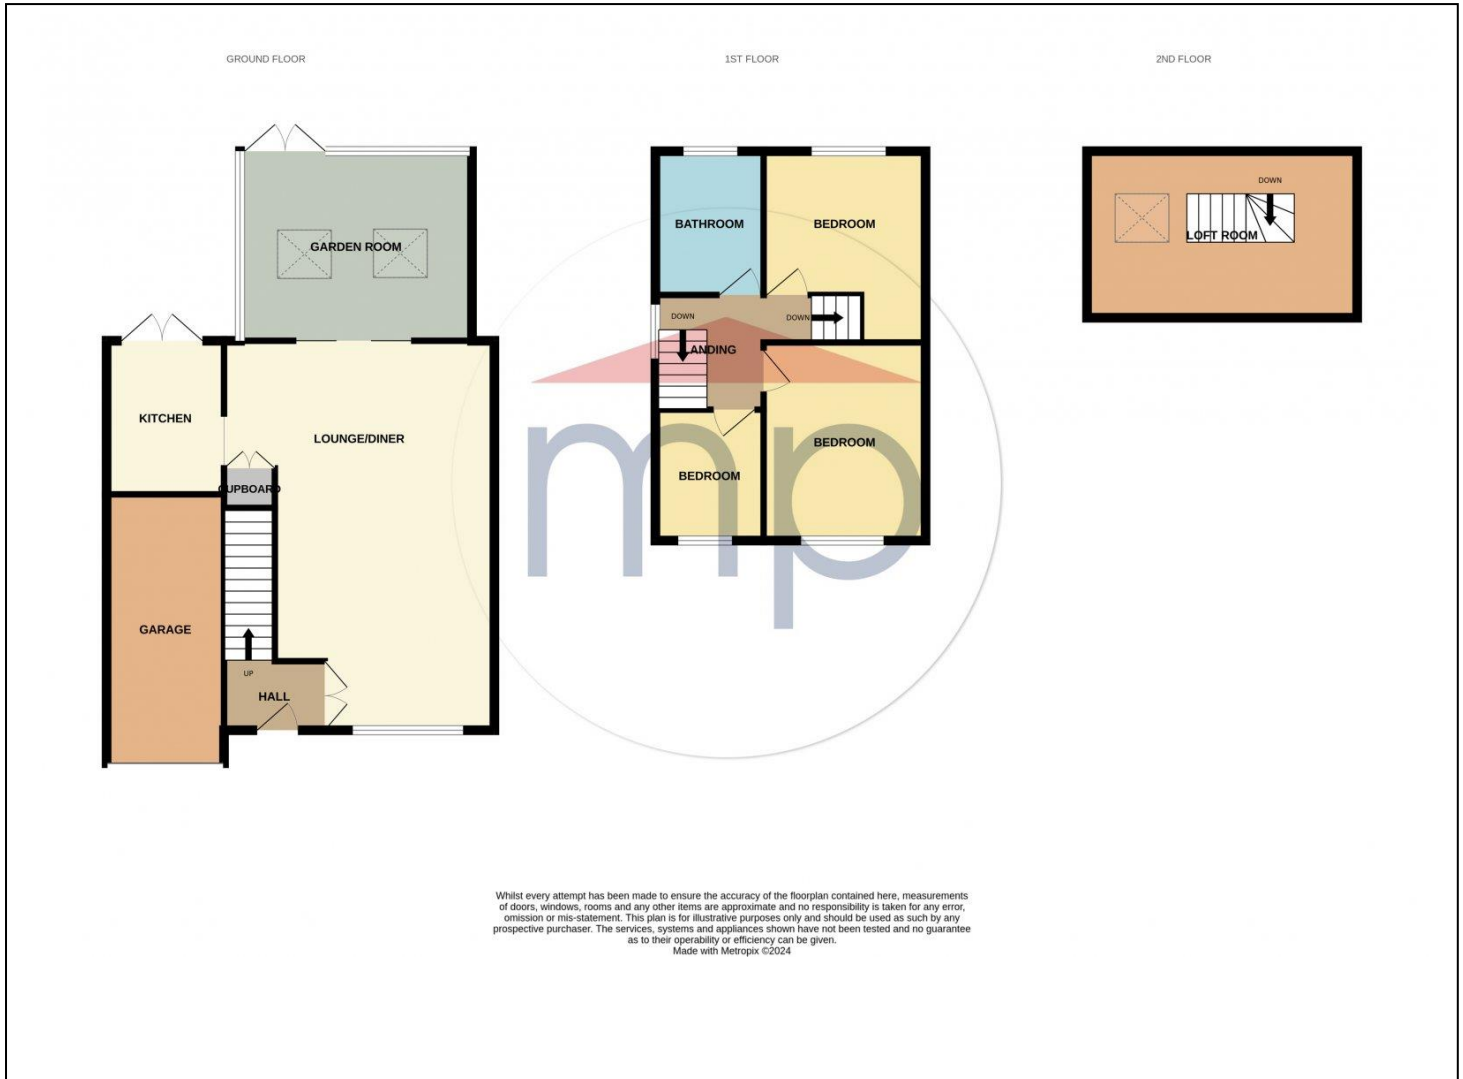 GROUND FLOOR
1ST FLOOR
2ND FLOOR
GARDEN ROOM
KITCHEN
LOUNGE/DINER
CUPBOARD
GARAGE
UP
HALL
BATHROOM
BEDROOM
DOWN
DOWN
LANDING
BEDROOM
BEDROOM
DOWN
LOFT ROOM
mp
Whilst every attempt has been made to ensure the accuracy of the floorplan contained here, measurements
of doors, windows, rooms and any other items are approximate and no responsibility is taken for any error,
omission or mis-statement. This plan is for illustrative purposes only and should be used as such by any
prospective purchaser. The services, systems and appliances shown have not been tested and no guarantee
as to their operability or efficiency can be given.
Made with Metropix ©2024